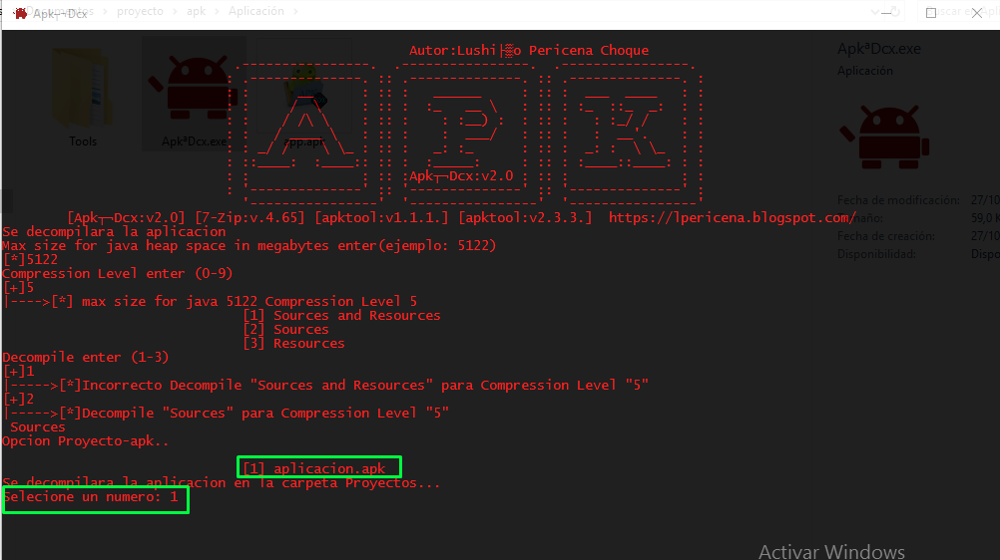 Documentos > proyecto > apk > Aplicación >
Apk┬¬Dcx
Autor:Lushi├▒o Pericena Choque
Tools
ApkªDcx.exe
app.apk
Apk┬¬Dcx:v2.0
[Apk┬¬Dcx:v2.0] [7-Zip:v.4.65] [apktool:v1.1.1.] [apktool:v2.3.3.] https://lpericena.blogspot.com/
Se decompilara la aplicacion
Max size for java heap space in megabytes enter(ejemplo: 5122)
[*]5122
Compression Level enter (0-9)
[+]5
|---->[*] max size for java 5122 Compression Level 5
[1] Sources and Resources
[2] Sources
[3] Resources
Decompile enter (1-3)
[+]1
|----->[*]Incorrecto Decompile "Sources and Resources" para Compression Level "5"
[+]2
|----->[*]Decompile "Sources" para Compression Level "5"
Sources
Opcion Proyecto-apk..
[1] aplicacion.apk
Se decompilara la aplicacion en la carpeta Proyectos...
Selecione un numero: 1
ApkªDcx.exe
Aplicación
Fecha de modificación: 27/10
Tamaño: 59,0 K
Fecha de creación: 27/10
Disponibilidad: Dispo
Activar Windows